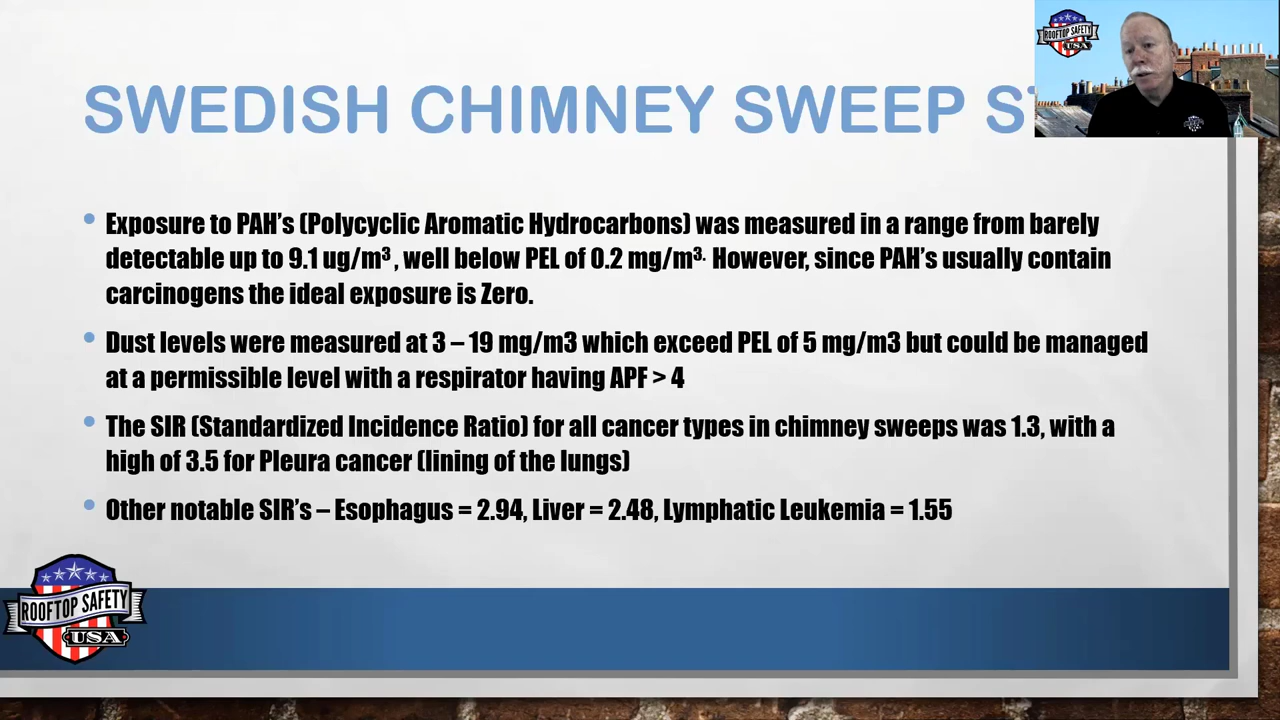 ROOFTOP SAFETY
USA
SWEDISH CHIMNEY SWEEP
• Exposure to PAH's (Polycyclic Aromatic Hydrocarbons) was measured in a range from barely
detectable up to 9.1 ug/m³ , well below PEL of 0.2 mg/m³. However, since PAH's usually contain
carcinogens the ideal exposure is Zero.
• Dust levels were measured at 3 – 19 mg/m3 which exceed PEL of 5 mg/m3 but could be managed
at a permissible level with a respirator having APF > 4
• The SIR (Standardized Incidence Ratio) for all cancer types in chimney sweeps was 1.3, with a
high of 3.5 for Pleura cancer (lining of the lungs)
• Other notable SIR's – Esophagus = 2.94, Liver = 2.48, Lymphatic Leukemia = 1.55
ROOFTOP SAFETY
USA